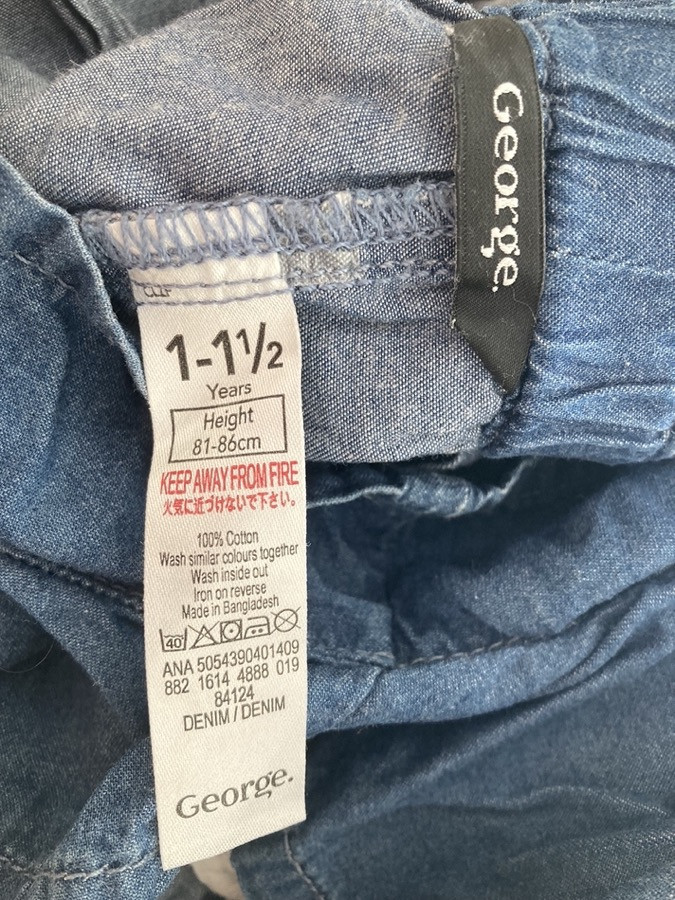 George.
1-1½
Years
Height
81-86cm
KEEP AWAY FROM FIRE
火気に近づけないで下さい。
100% Cotton
Wash similar colours together
Wash inside out
Iron on reverse
Made in Bangladesh
40
ANA 5054390401409
882 1614 4888 019
84124
DENIM / DENIM
George.